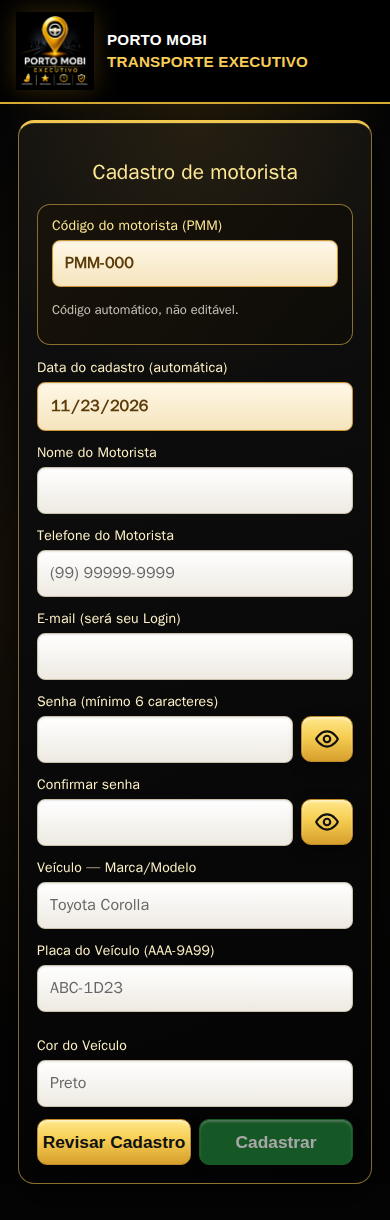 PORTO MOBI
EXECUTIVO
PORTO MOBI
TRANSPORTE EXECUTIVO
Cadastro de motorista
Código do motorista (PMM)
PMM-000
Código automático, não editável.
Data do cadastro (automática)
11/23/2026
Nome do Motorista
Telefone do Motorista
(99) 99999-9999
E-mail (será seu Login)
Senha (mínimo 6 caracteres)
Confirmar senha
Veículo — Marca/Modelo
Toyota Corolla
Placa do Veículo (AAA-9A99)
ABC-1D23
Cor do Veículo
Preto
Revisar Cadastro
Cadastrar